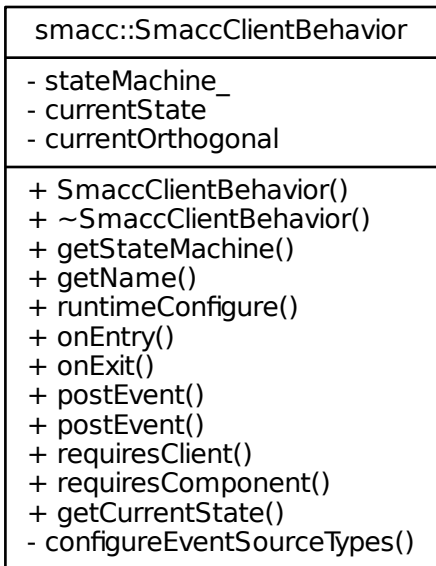 smacc::SmaccClientBehavior
- stateMachine_
- currentState
- currentOrthogonal
+ SmaccClientBehavior()
+ ~SmaccClientBehavior()
+ getStateMachine()
+ getName()
+ runtimeConfigure()
+ onEntry()
+ onExit()
+ postEvent()
+ postEvent()
+ requiresClient()
+ requiresComponent()
+ getCurrentState()
- configureEventSourceTypes()